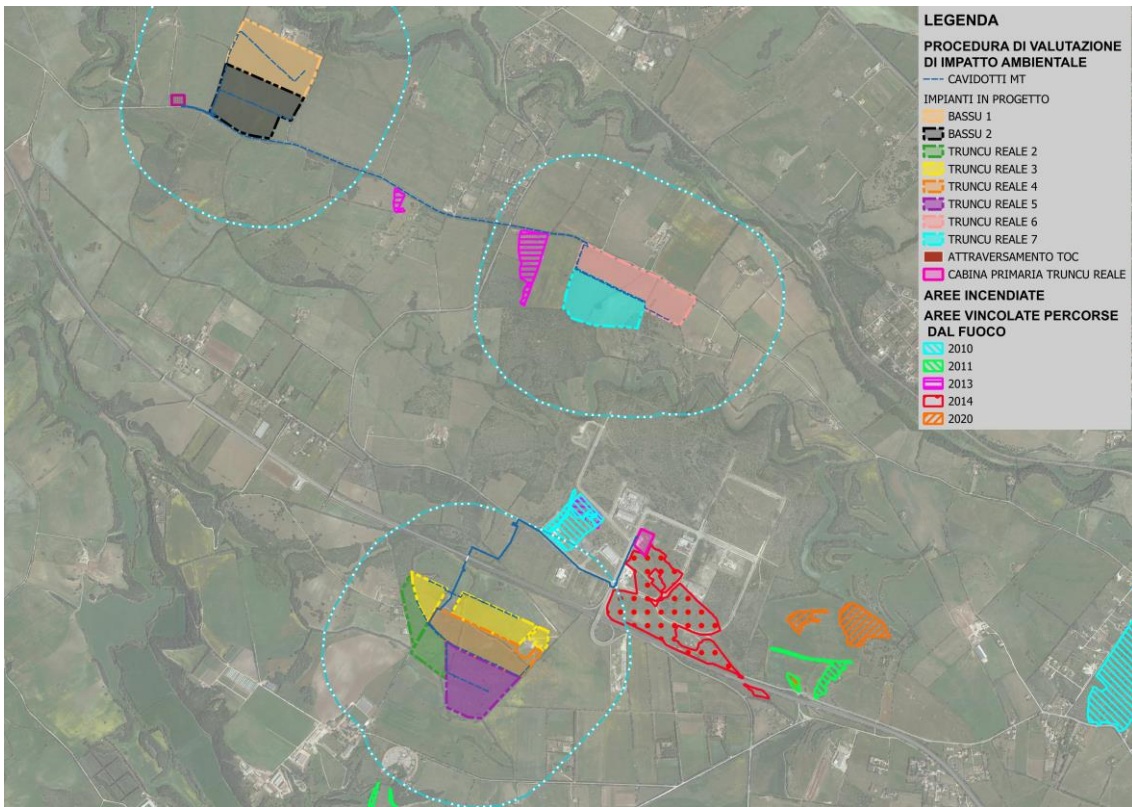 LEGENDA
PROCEDURA DI VALUTAZIONE
DI IMPATTO AMBIENTALE
CAVIDOTTI MT
IMPIANTI IN PROGETTO
BASSU 1
BASSU 2
TRUNCU REALE 2
TRUNCU REALE 3
TRUNCU REALE 4
TRUNCU REALE 5
TRUNCU REALE 6
TRUNCU REALE 7
ATTRAVERSAMENTO TOC
CABINA PRIMARIA TRUNCU REALE
AREE INCENDIATE
AREE VINCOLATE PERCORSE
DAL FUOCO
2010
2011
2013
2014
2020